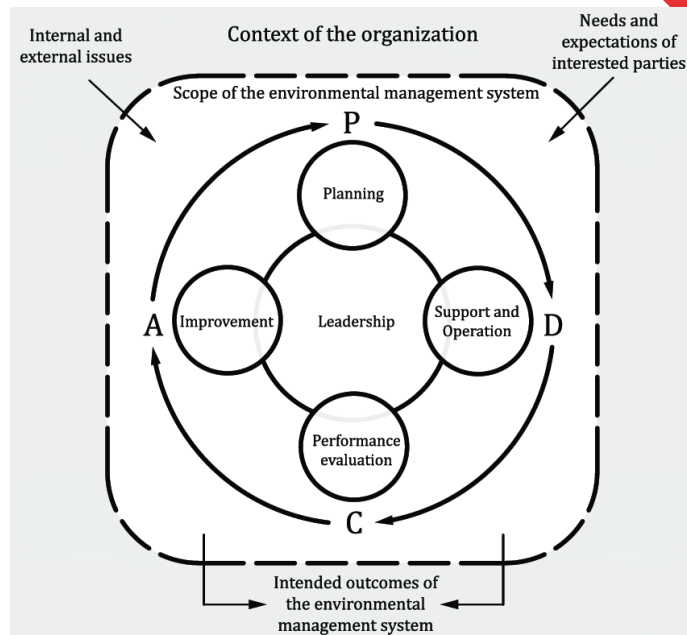 Internal and
external issues
Context of the organization
Needs and
expectations of
interested parties
Scope of the environmental management system
P
Planning
A
Improvement
Leadership
Support and
Operation
D
Performance
evaluation
C
Intended outcomes of
the environmental
management system